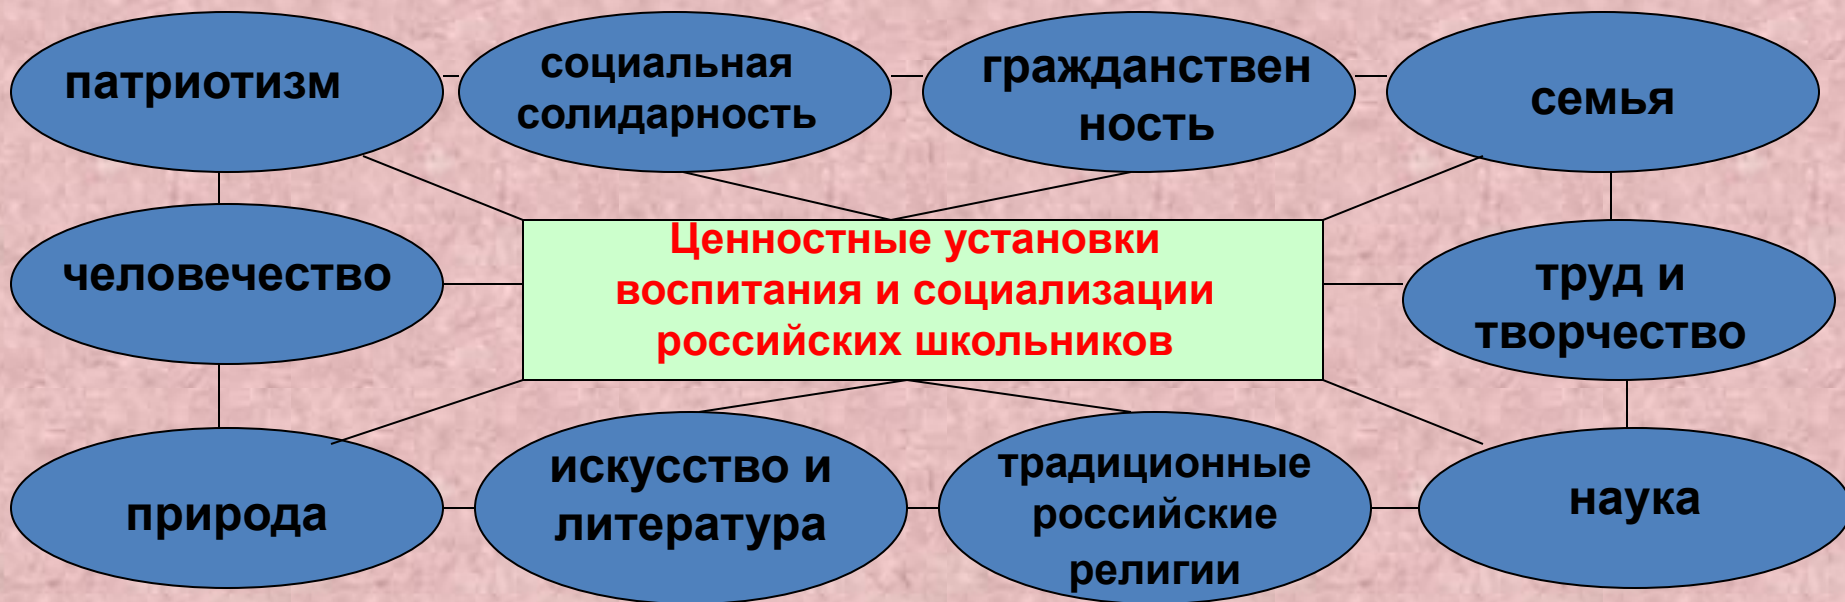 патриотизм
социальная
солидарность
гражданствен
ность
семья
человечество
Ценностные установки
воспитания и социализации
российских школьников
труд и
творчество
природа
искусство и
литература
традиционные
российские
религии
наука